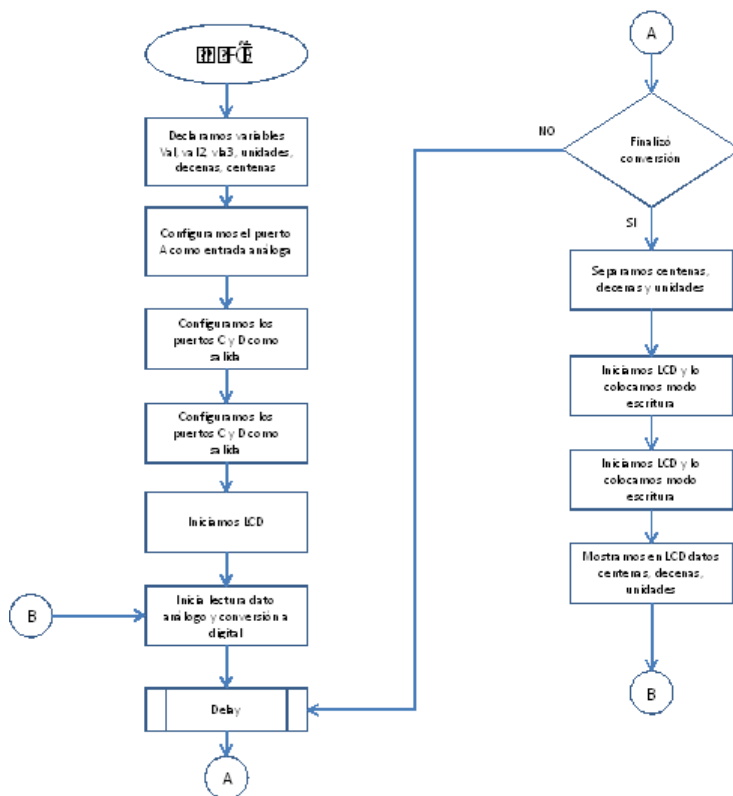 Declaramos variables
Val, val2, vla3, unidades,
decenas, centenas
Configuramos el puerto
A como entrada análoga
Configuramos los
puertos C y D como
salida
Configuramos los
puertos C y D como
salida
Iniciamos LCD
B
Inicia lectura dato
análogo y conversión a
digital
Delay
A
A
NO
Finalizó
conversión
SI
Separamos centenas,
decenas y unidades
Iniciamos LCD y lo
colocamos modo
escritura
Iniciamos LCD y lo
colocamos modo
escritura
Mostramos en LCD datos
centenas, decenas,
unidades
B